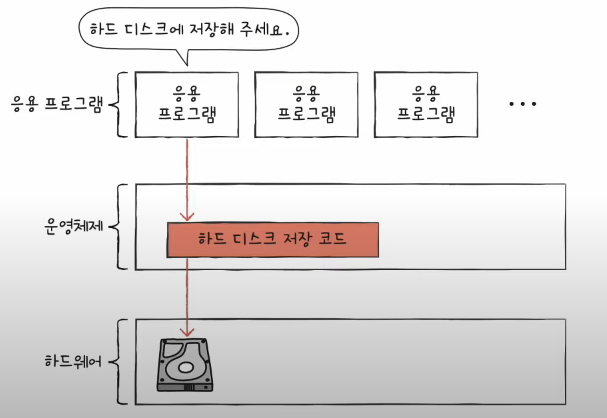 하드 디스크에 저장해 주세요.
응용 프로그램
응용
프로그램
응용
프로그램
응용
프로그램
...
운영체제
하드 디스크 저장 코드
하드웨어